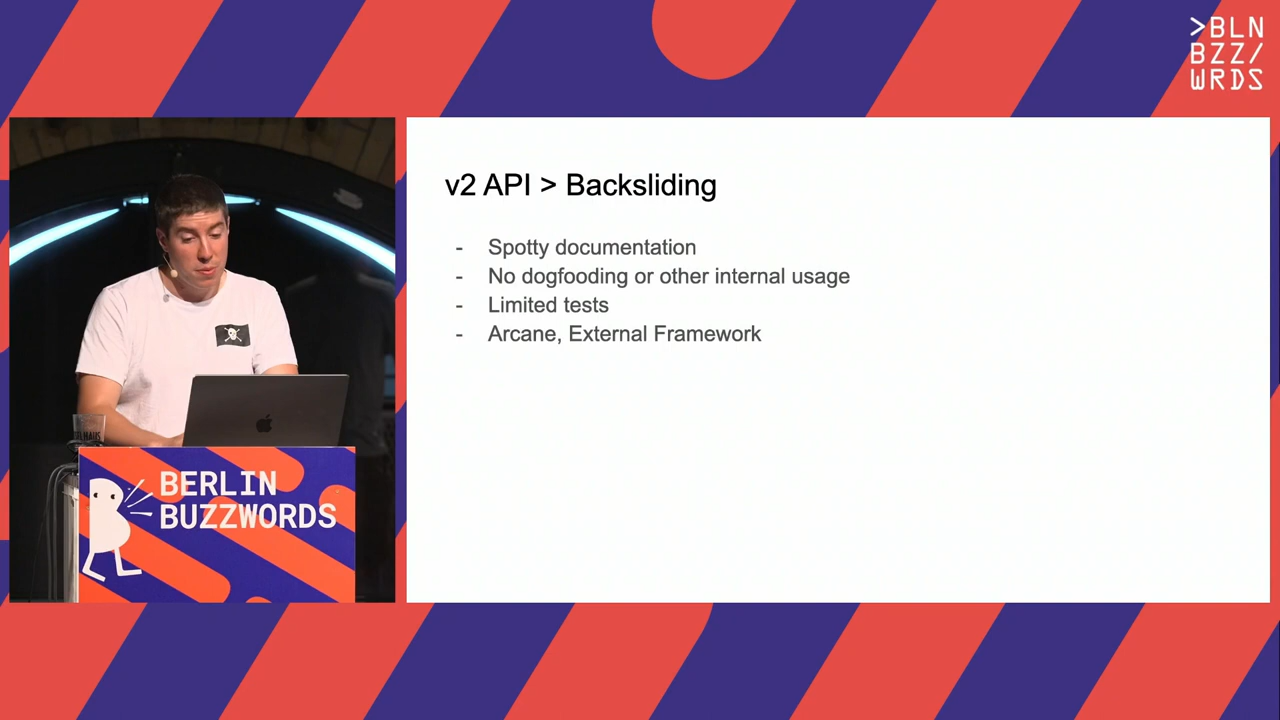 >BLN
BZZ/
WRDS
v2 API > Backsliding
- Spotty documentation
- No dogfooding or other internal usage
- Limited tests
- Arcane, External Framework
BERLIN
BUZZWORDS